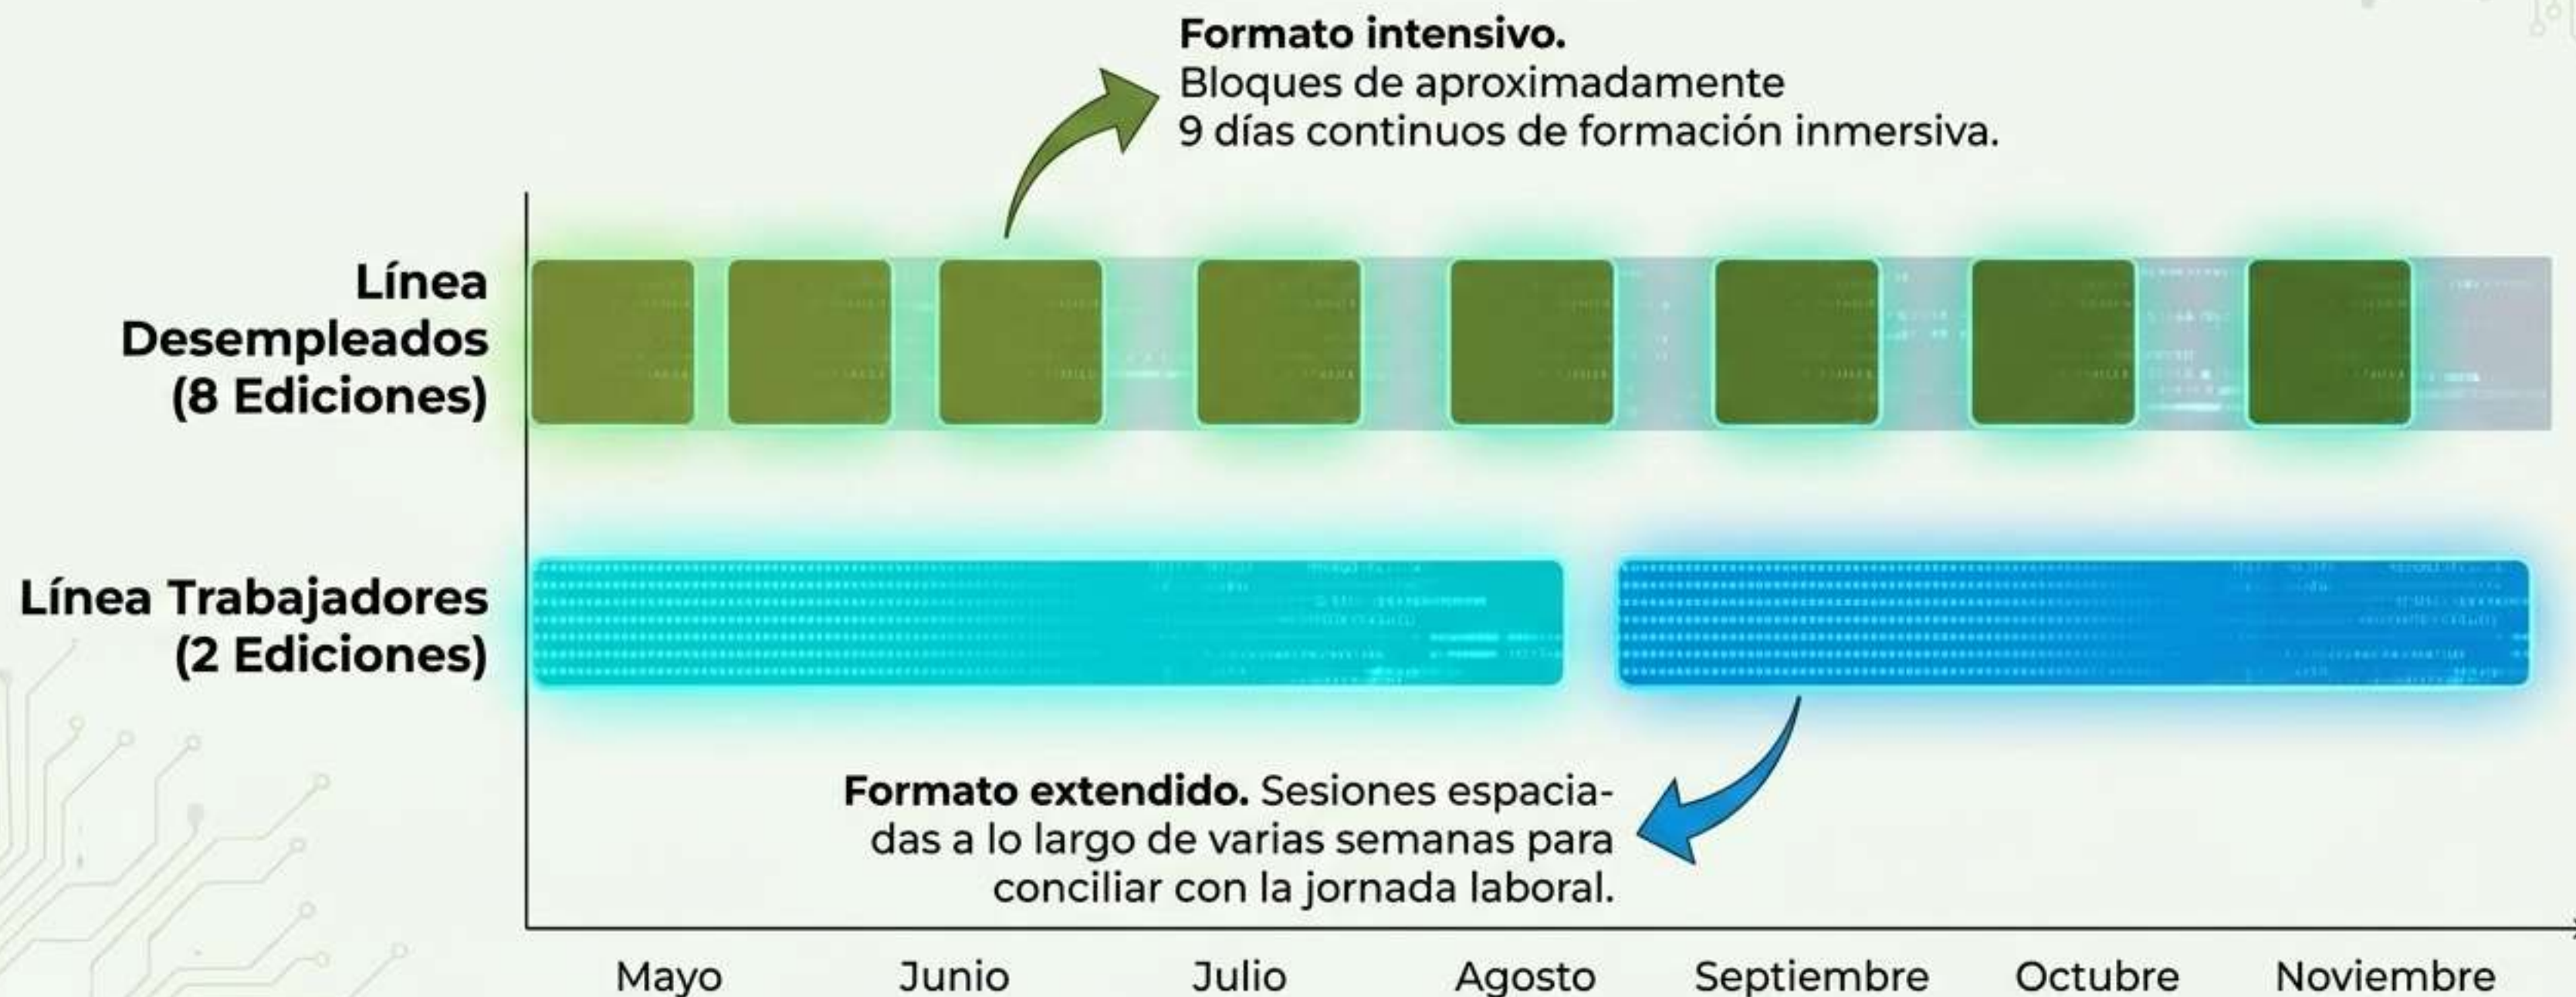 Formato intensivo.
Bloques de aproximadamente
9 días continuos de formación inmersiva.
Línea
Desempleados
(8 Ediciones)
Línea Trabajadores
(2 Ediciones)
Formato extendido. Sesiones espacia-
das a lo largo de varias semanas para
conciliar con la jornada laboral.
Mayo Junio Julio Agosto Septiembre Octubre Noviembre